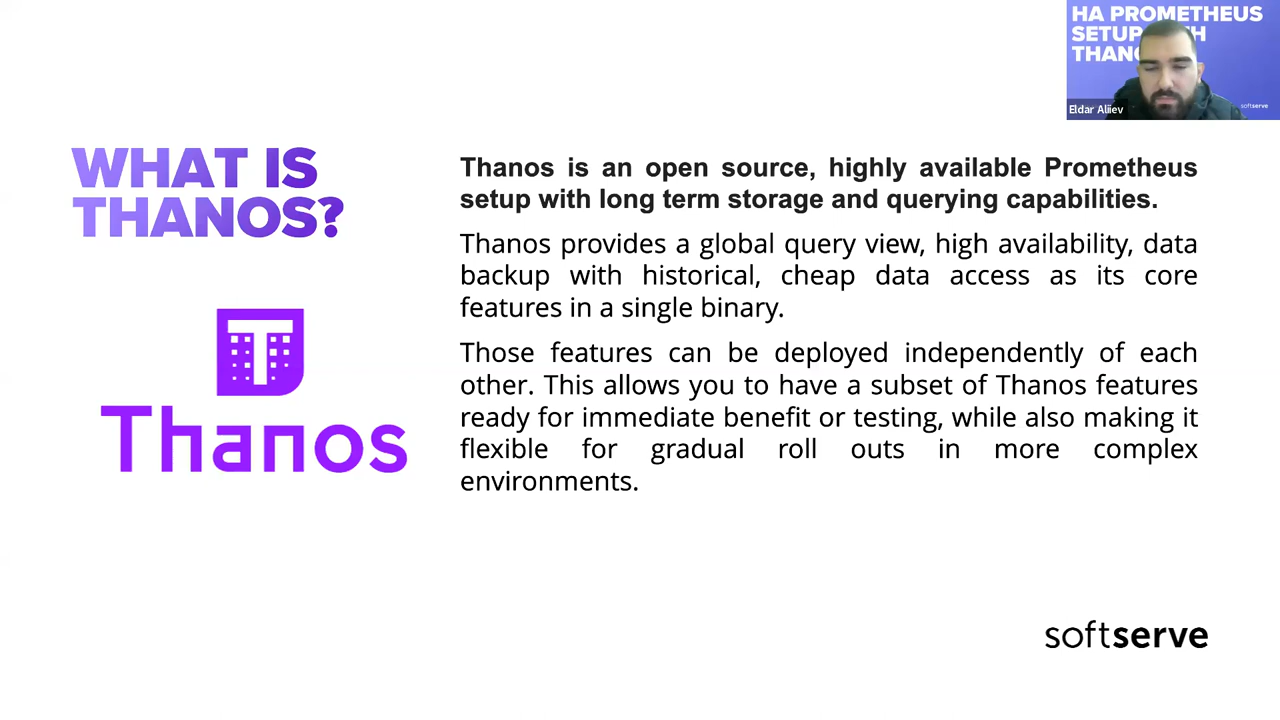 HA PROMETHEUS
SETUP
THAN
Eldar Aliiev
softserve
WHAT IS
THANOS?
Thanos is an open source, highly available Prometheus
setup with long term storage and querying capabilities.
Thanos provides a global query view, high availability, data
backup with historical, cheap data access as its core
features in a single binary.
Those features can be deployed independently of each
other. This allows you to have a subset of Thanos features
ready for immediate benefit or testing, while also making it
flexible for gradual roll outs in more complex
environments.
T
Thanos
softserve